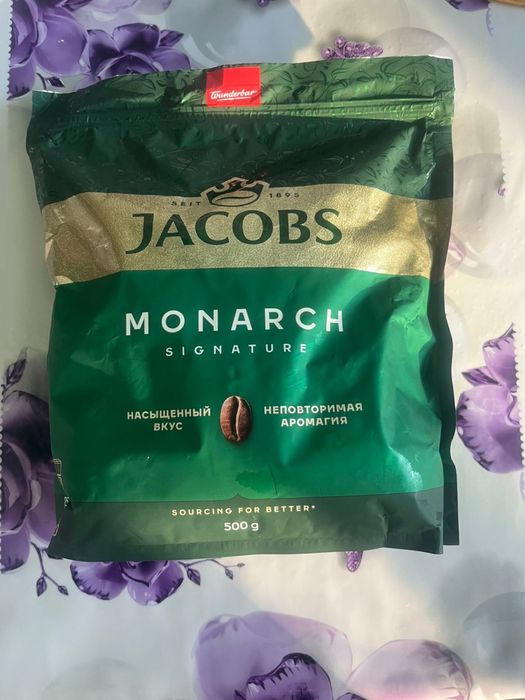 Wunderbar
SEIT 1895
JACOBS
MONARCH
SIGNATURE
НАСЫЩЕННЫЙ
ВКУС
НЕПОВТОРИМАЯ
АРОМАГИЯ
SOURCING FOR BETTER*
500 g